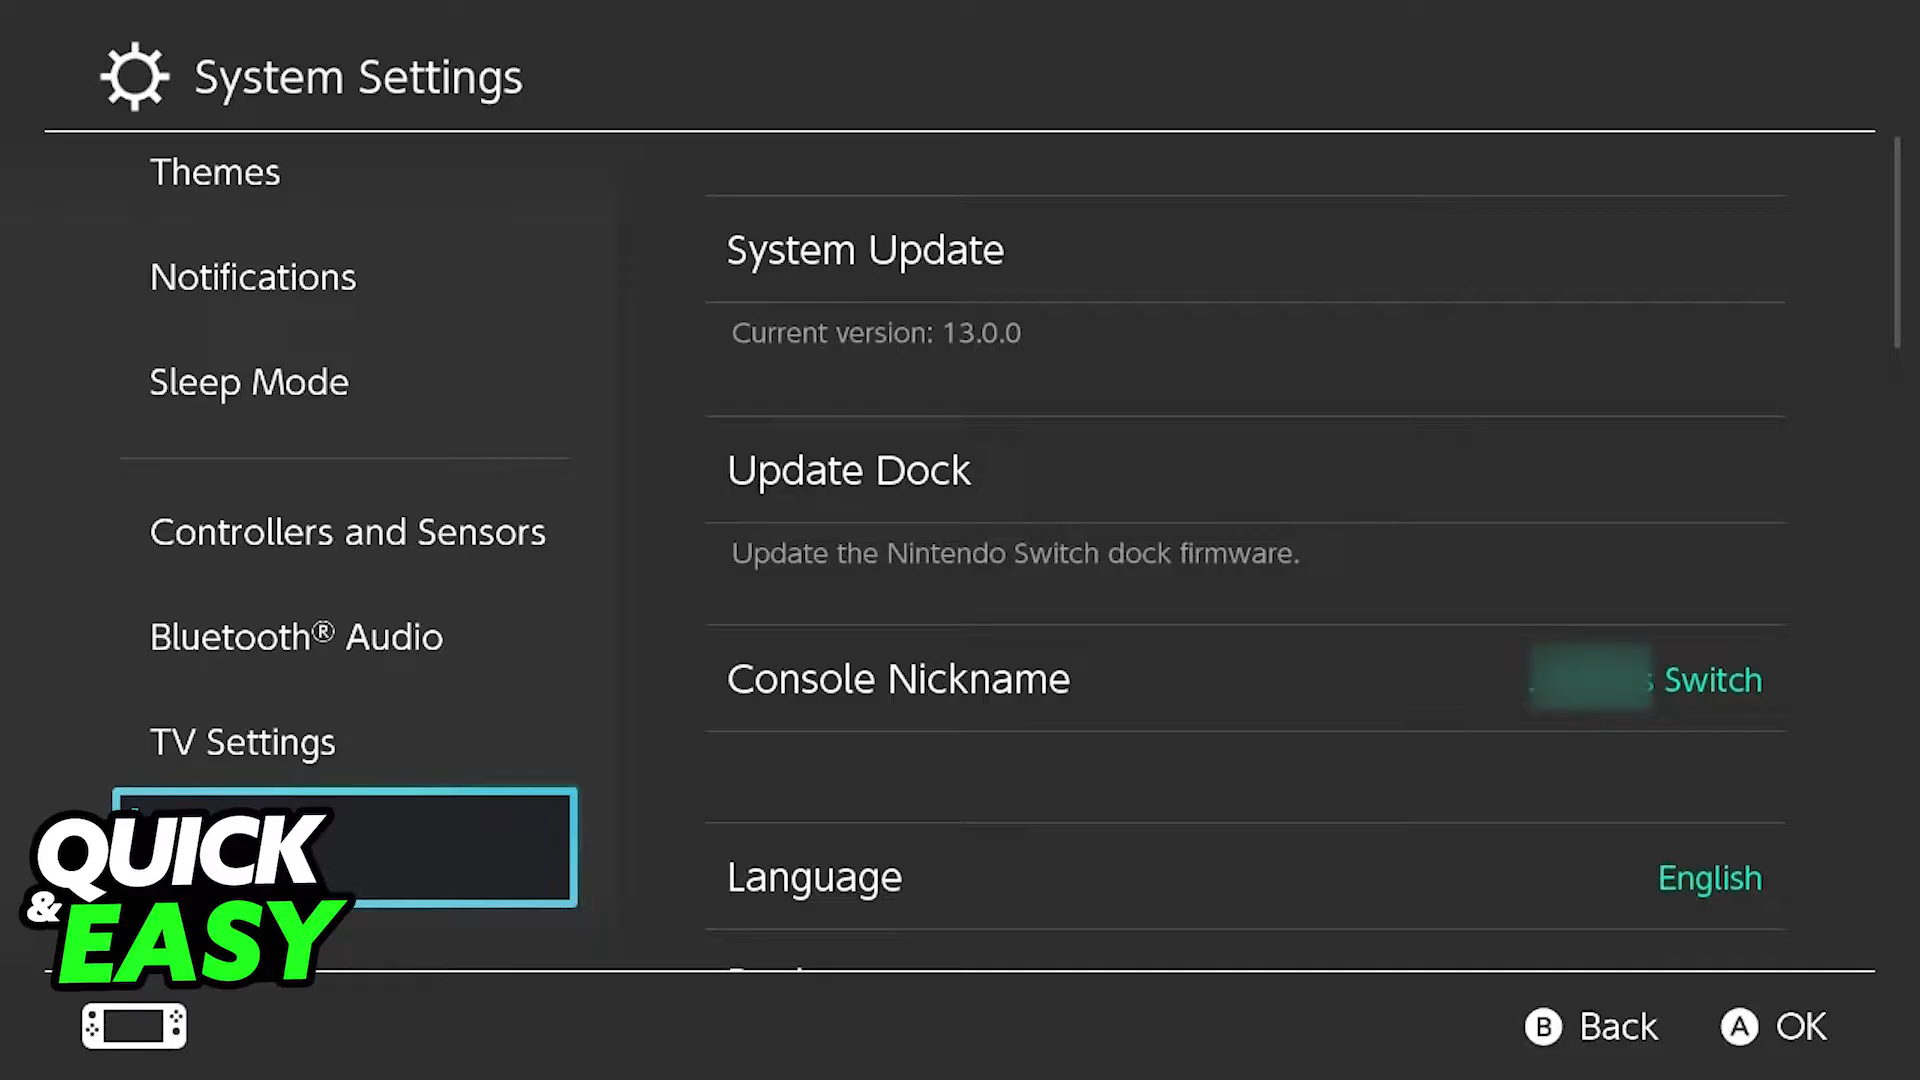 System Settings
Themes
Notifications
Sleep Mode
Controllers and Sensors
Bluetooth® Audio
TV Settings
System Update
Current version: 13.0.0
Update Dock
Update the Nintendo Switch dock firmware.
Console Nickname
Switch
Language
English
QUICK
& EASY
B Back
A OK